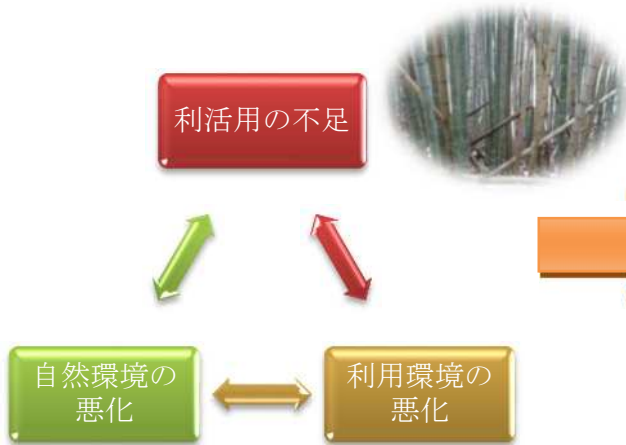 利活用の不足
自然環境の
悪化
利用環境の
悪化